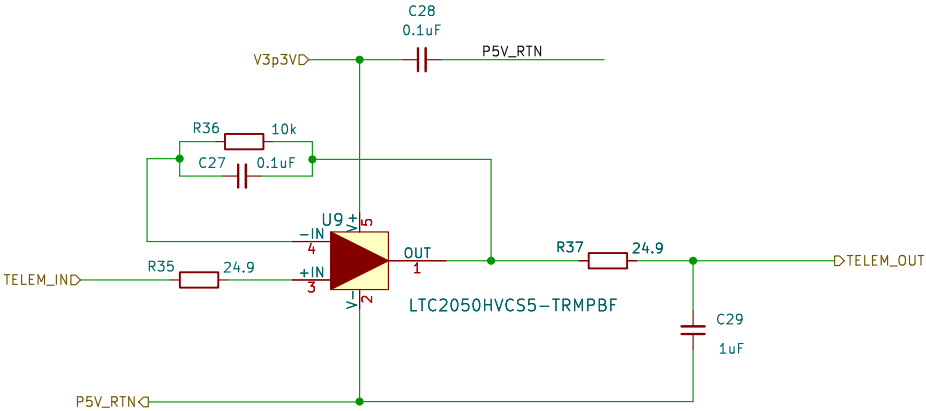 C28
0.1uF
V3p3V
P5V_RTN
R36
10k
C27
0.1uF
U9
V+
5
-IN
4
OUT
1
R37
24.9
TELEM_IN
R35
24.9
+IN
3
V-
2
TELEM_OUT
LTC2050HVCS5-TRMPBF
C29
1uF
P5V_RTN